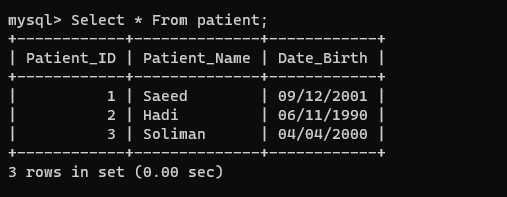 mysql> Select * From patient;
+------------+--------------+------------+
| Patient_ID | Patient_Name | Date_Birth |
+------------+--------------+------------+
|          1 | Saeed        | 09/12/2001 |
|          2 | Hadi         | 06/11/1990 |
|          3 | Soliman      | 04/04/2000 |
+------------+--------------+------------+
3 rows in set (0.00 sec)